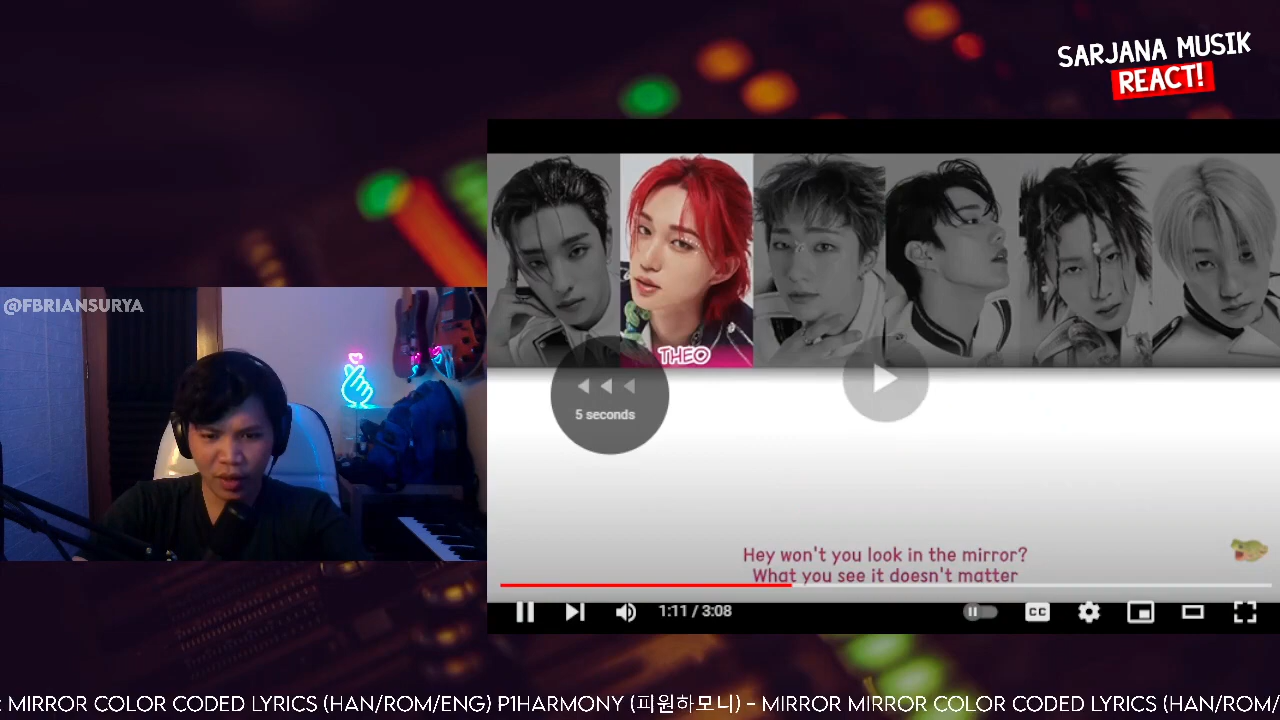 SARJANA MUSIK
REACT!
@FBRIANSURYA
THEO
5 seconds
Hey won't you look in the mirror?
What you see it doesn't matter
1:11 / 3:08
CC
: MIRROR COLOR CODED LYRICS (HAN/ROM/ENG) P1HARMONY (피원하모니) - MIRROR MIRROR COLOR CODED LYRICS (HAN/ROM/